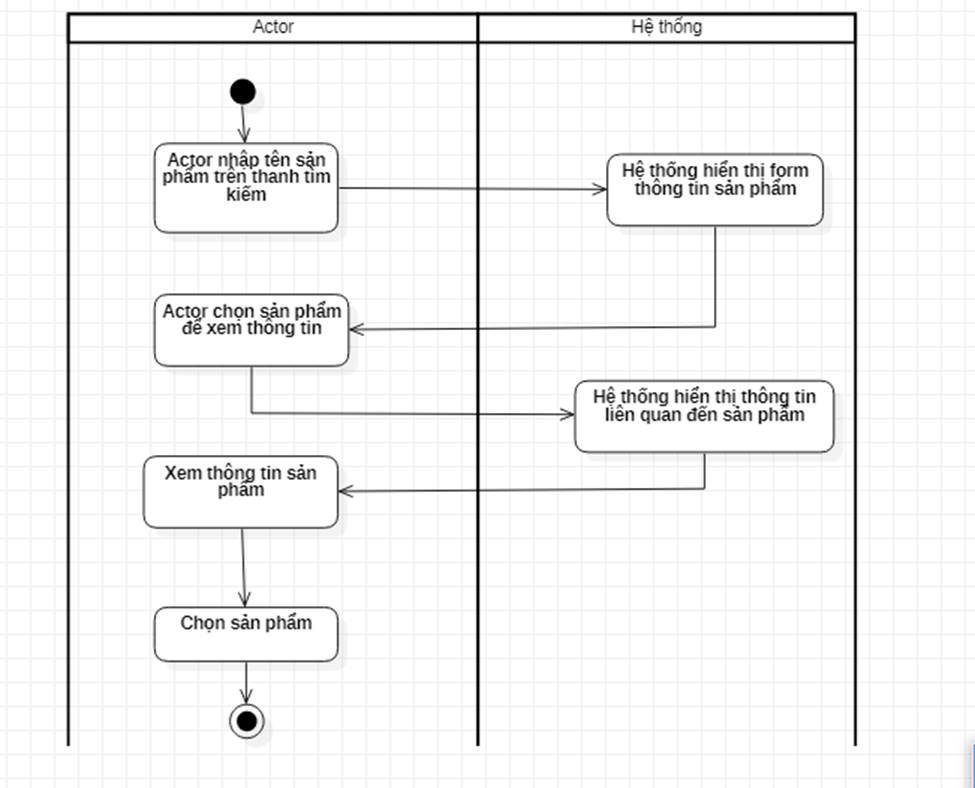 Actor
Hệ thống
Actor nhập tên sản
phẩm trên thanh tìm
kiếm
Hệ thống hiển thị form
thông tin sản phẩm
Actor chọn sản phẩm
để xem thông tin
Hệ thống hiển thị thông tin
liên quan đến sản phẩm
Xem thông tin sản
phẩm
Chọn sản phẩm